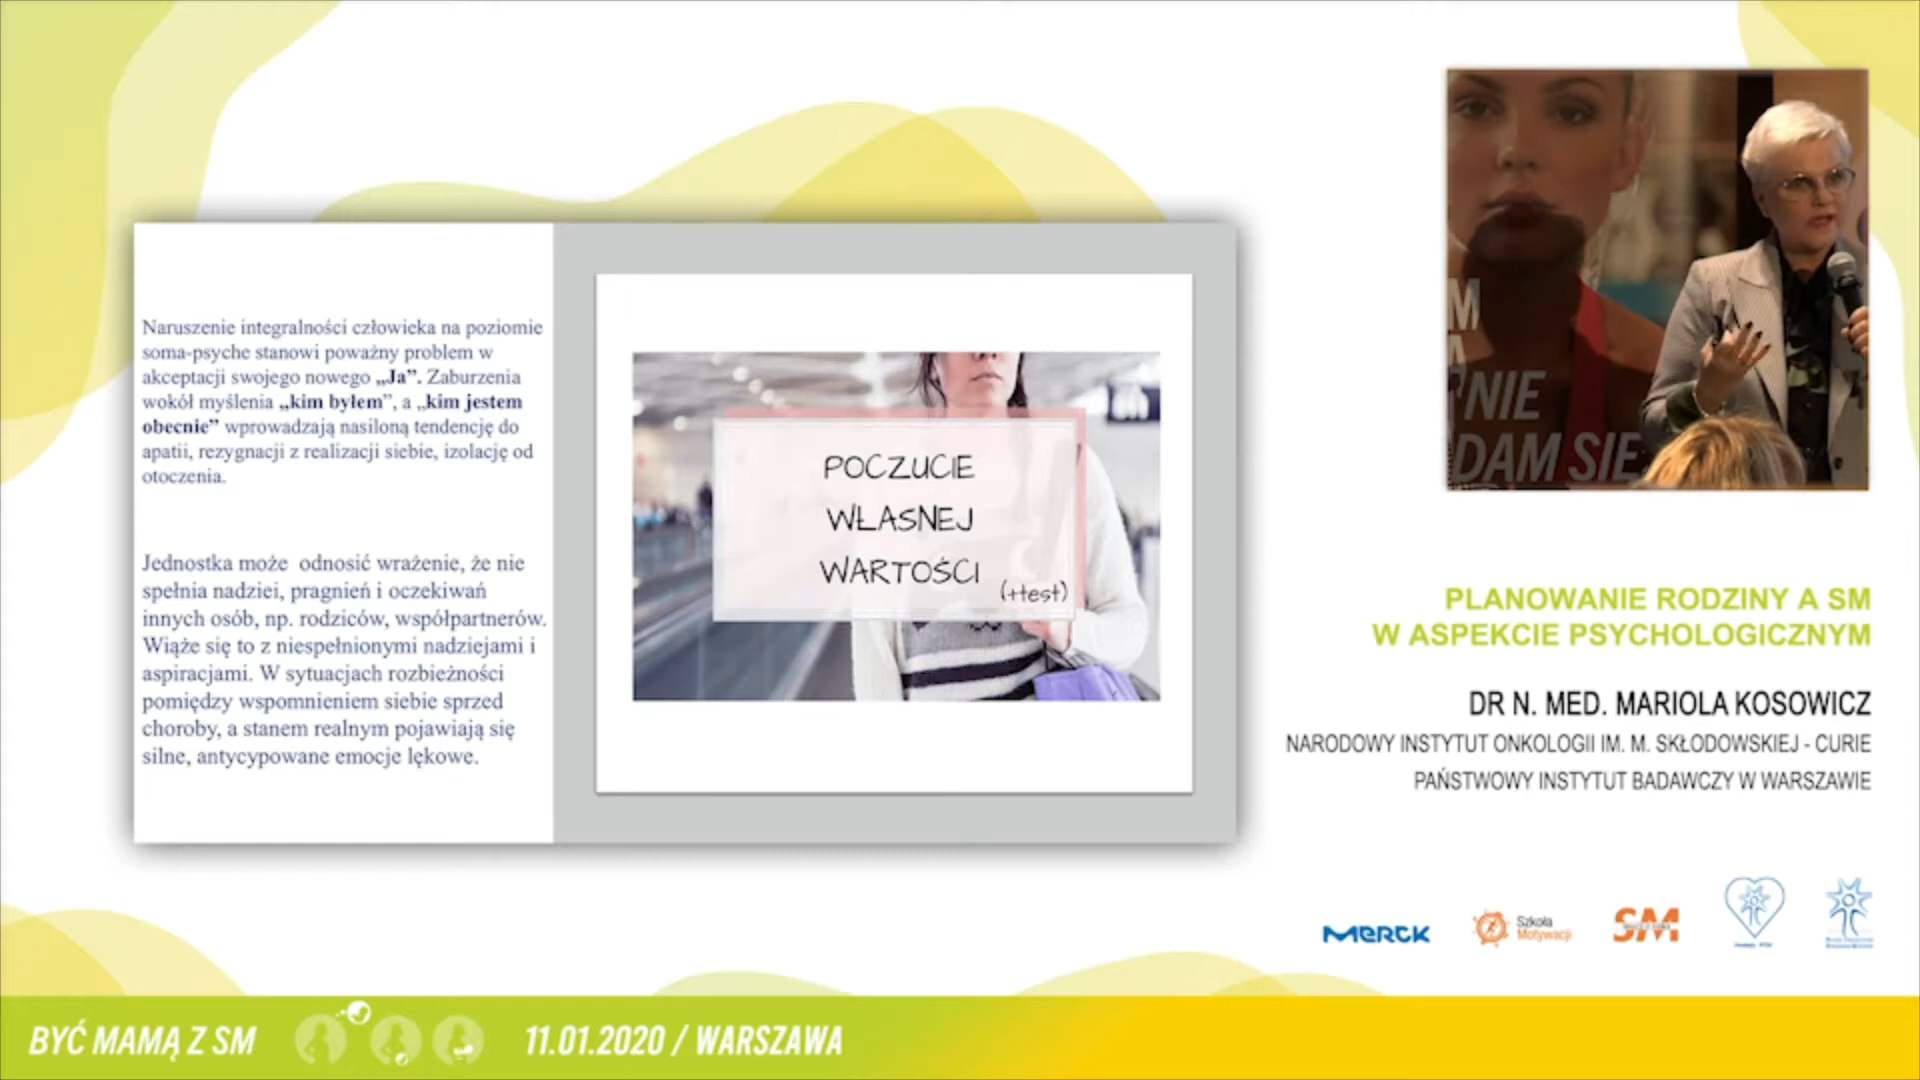 Naruszenie integralności człowieka na poziomie
soma-psyche stanowi poważny problem w
akceptacji swojego nowego „Ja”. Zaburzenia
wokół myślenia „kim byłem”, a „kim jestem
obecnie” wprowadzają nasiloną tendencję do
apatii, rezygnacji z realizacji siebie, izolację od
otoczenia.
Jednostka może odnosić wrażenie, że nie
spełnia nadziei, pragnień i oczekiwań
innych osób, np. rodziców, współpartnerów.
Wiąże się to z niespełnionymi nadziejami i
aspiracjami. W sytuacjach rozbieżności
pomiędzy wspomnieniem siebie sprzed
choroby, a stanem realnym pojawiają się
silne, antycypowane emocje lękowe.
POCZUCIE
WŁASNEJ
WARTOŚCI
(+test)
NIE
DAM SIĘ
PLANOWANIE RODZINY A SM
W ASPEKCIE PSYCHOLOGICZNYM
DR N. MED. MARIOLA KOSOWICZ
NARODOWY INSTYTUT ONKOLOGII IM. M. SKŁODOWSKIEJ - CURIE
PAŃSTWOWY INSTYTUT BADAWCZY W WARSZAWIE
MERCK
Szkoła
Motywacji
SM
BYĆ MAMĄ Z SM
11.01.2020 / WARSZAWA